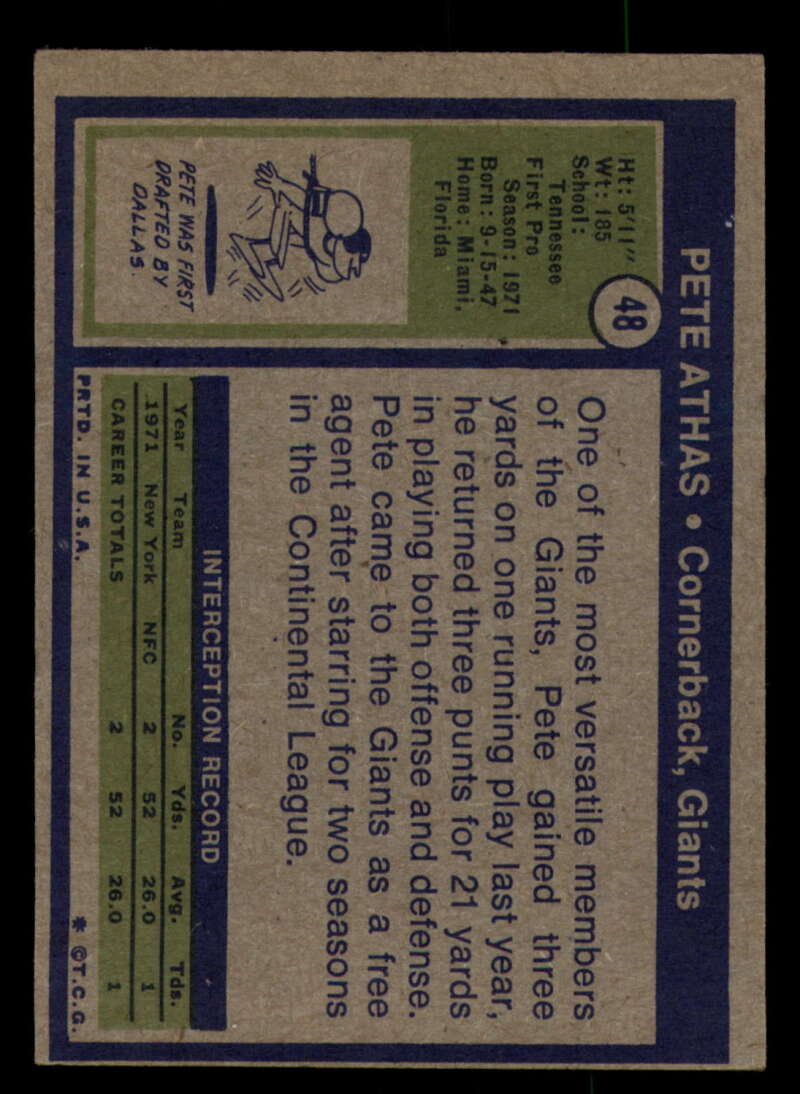 PETE ATHAS • Cornerback, Giants
48
Ht: 5'11"
Wt: 185
School:
Tennessee
First Pro
Season: 1971
Born: 9-15-47
Home: Miami,
Florida
PETE WAS FIRST
DRAFTED BY
DALLAS.
One of the most versatile members
of the Giants, Pete gained three
yards on one running play last year,
he returned three punts for 21 yards
in playing both offense and defense.
Pete came to the Giants as a free
agent after starring for two seasons
in the Continental League.
INTERCEPTION RECORD
Year Team No. Yds. Avg. Tds.
1971 New York NFC 2 52 26.0 1
CAREER TOTALS 2 52 26.0 1
PRTD. IN U.S.A. * ©T.C.G.